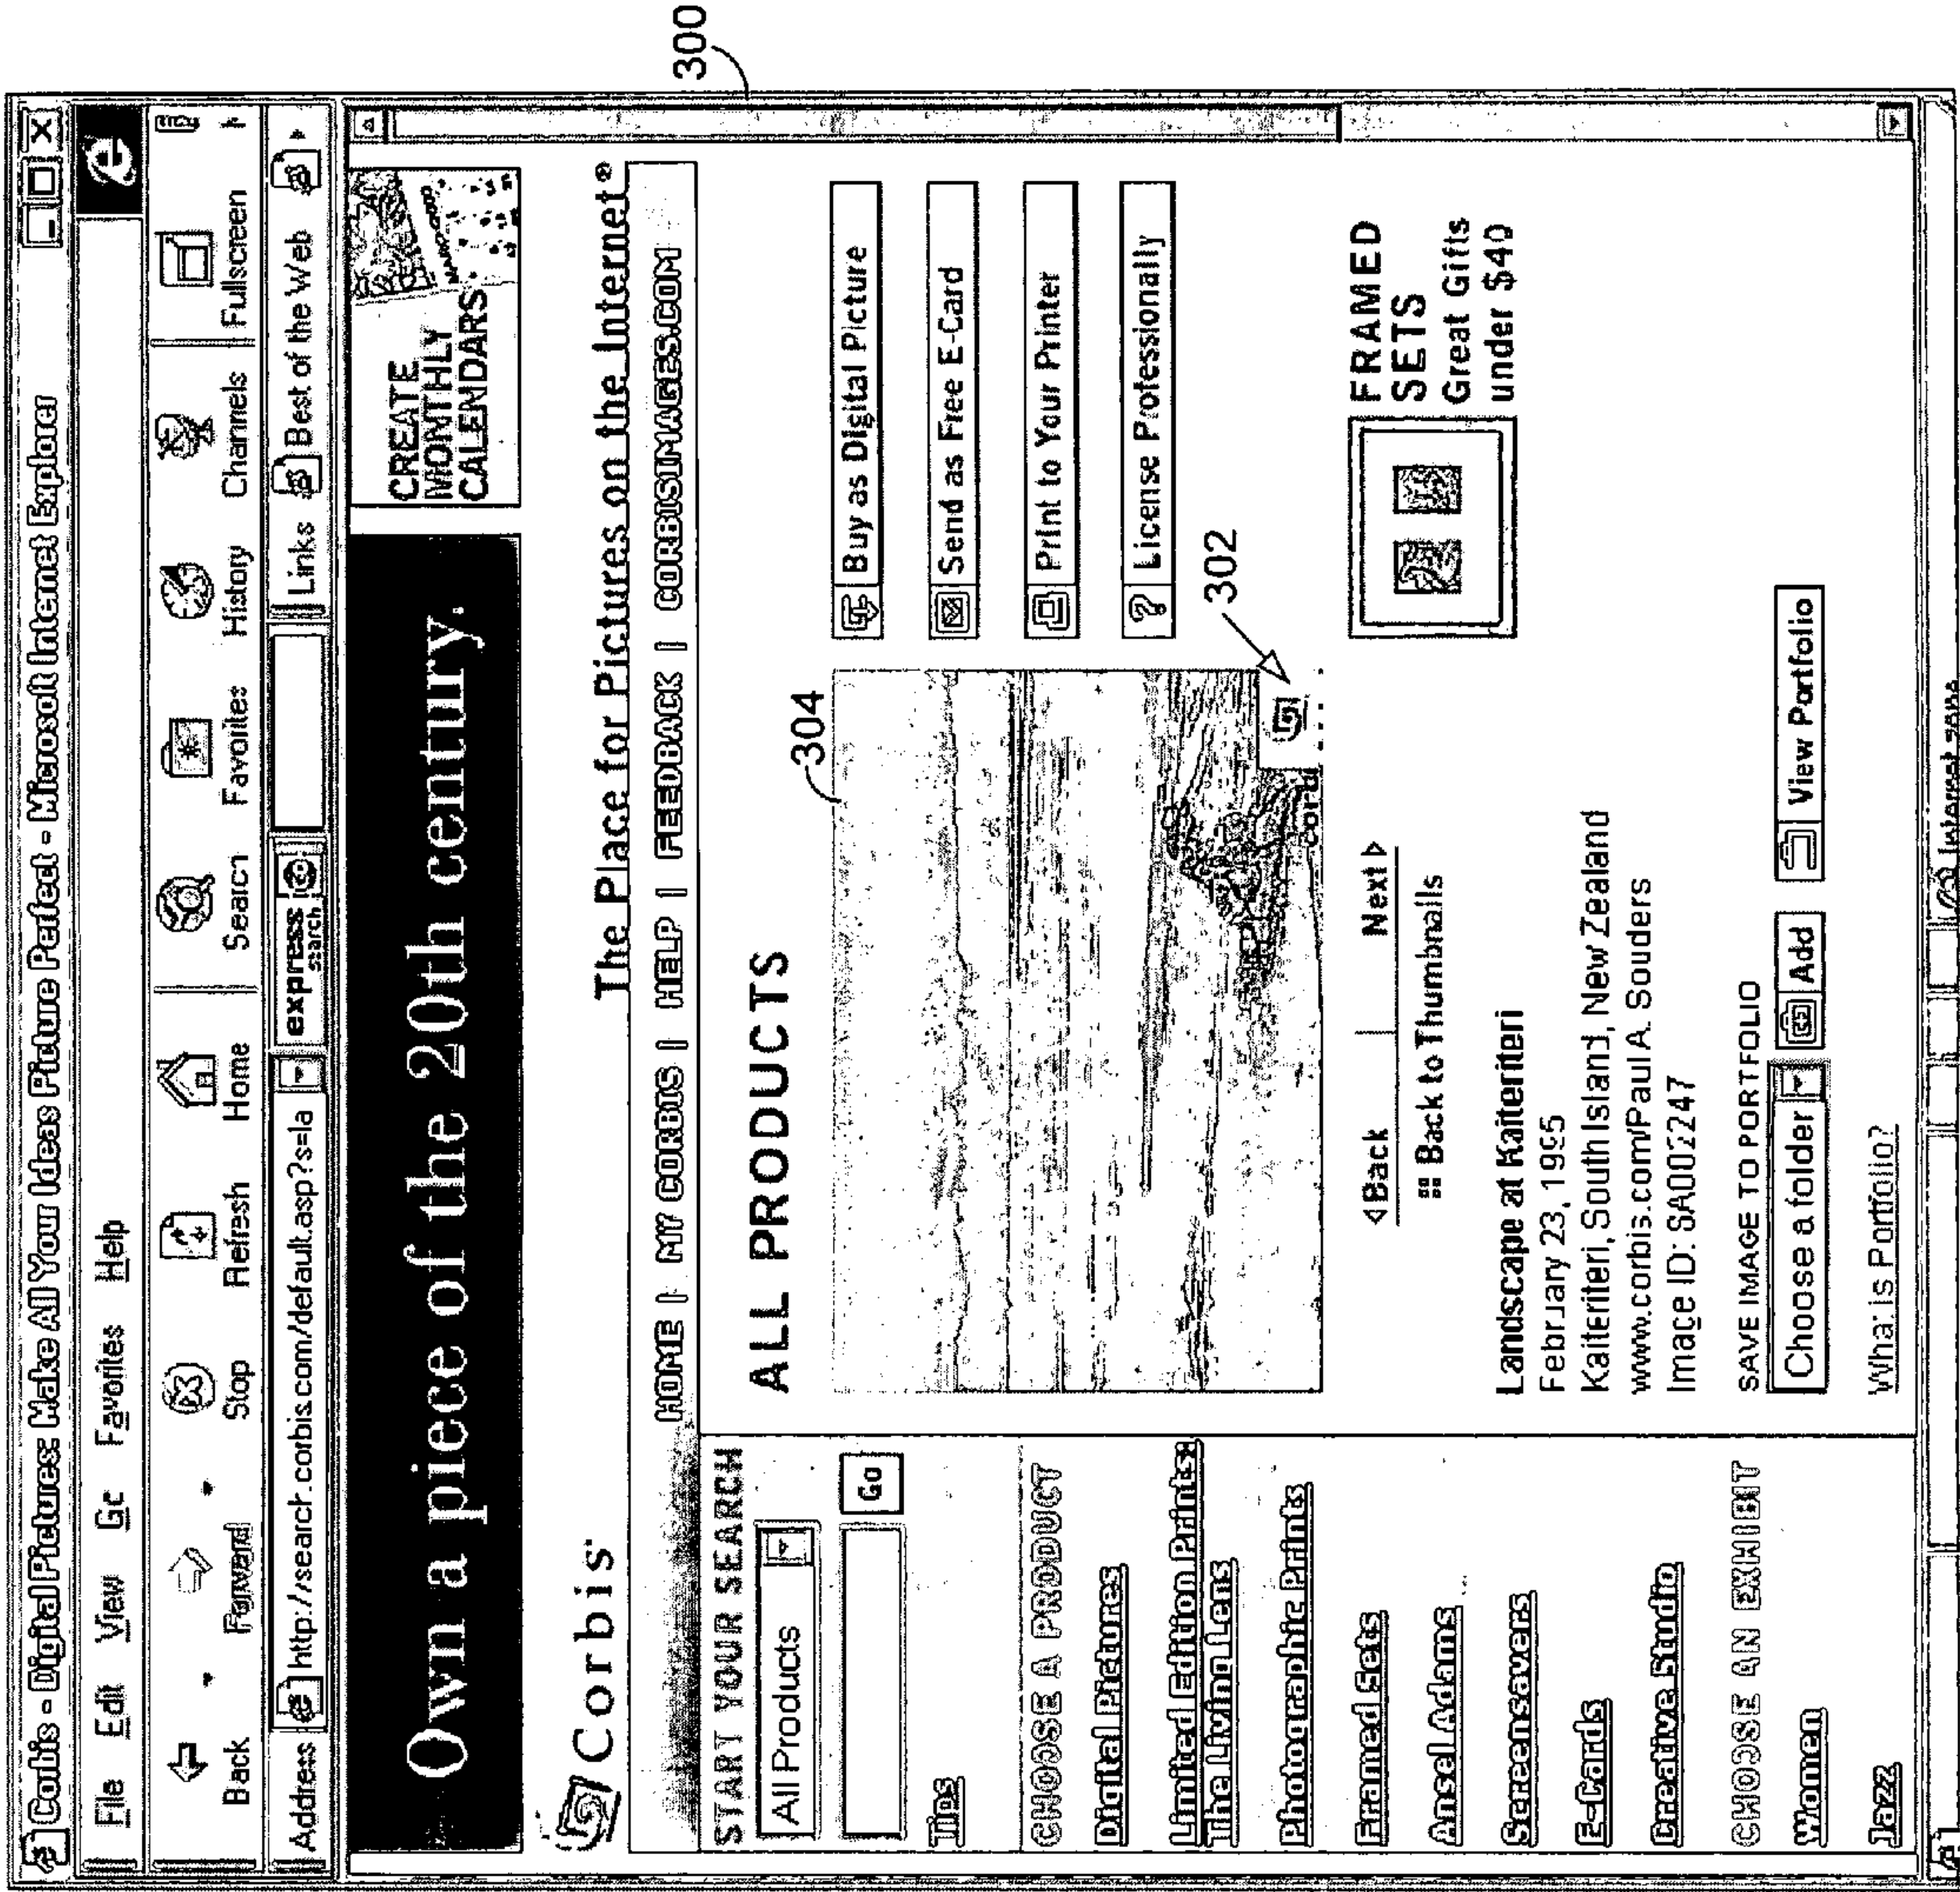 Corbis - Digital Pictures: Make All Your Ideas Picture Perfect - Microsoft Internet Explorer
File Edit View Go Favorites Help
Back Forward Stop Refresh Home Search Favorites History Channels Fullscreen
Address http://search.corbis.com/default.asp?s=la express search Links Best of the Web
Own a piece of the 20th century.
CREATE
MONTHLY
CALENDARS
300
Corbis
The Place for Pictures on the Internet®
HOME | MY CORBIS | HELP | FEEDBACK | CORBISIMAGES.COM
START YOUR SEARCH
All Products
Go
Tips
CHOOSE A PRODUCT
Digital Pictures
Limited Edition Prints:
The Living Lens
Photographic Prints
Framed Sets
Ansel Adams
Screensavers
E-Cards
Creative Studio
CHOOSE AN EXHIBIT
Women
Jazz
ALL PRODUCTS
304
Buy as Digital Picture
Send as Free E-Card
Print to Your Printer
License Professionally
302
Back Next
Back to Thumbnails
FRAMED
SETS
Great Gifts
under $40
Landscape at Kaiteriteri
February 23, 1995
Kaiteriteri, South Island, New Zealand
www.corbis.com/Paul A. Souders
Image ID: SA002247
SAVE IMAGE TO PORTFOLIO
Choose a folder Add View Portfolio
What is Portfolio?
Internet zone